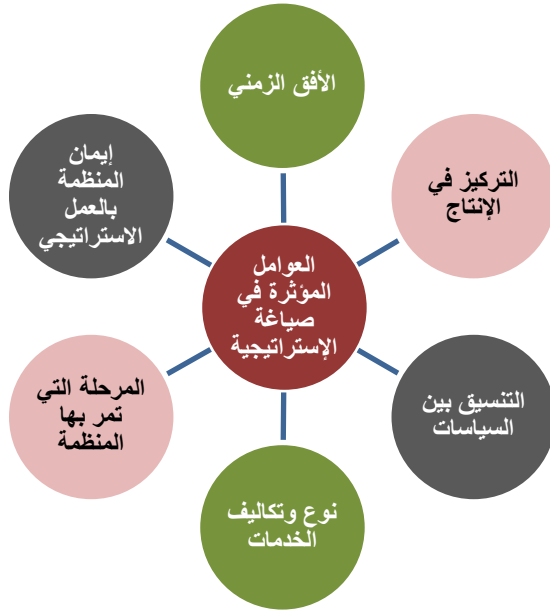 الأفق الزمني
التركيز في
الإنتاج
التنسيق بين
السياسات
نوع وتكاليف
الخدمات
المرحلة التي
تمر بها
المنظمة
إيمان
المنظمة
بالعمل
الاستراتيجي
العوامل
المؤثرة في
صياغة
الإستراتيجية